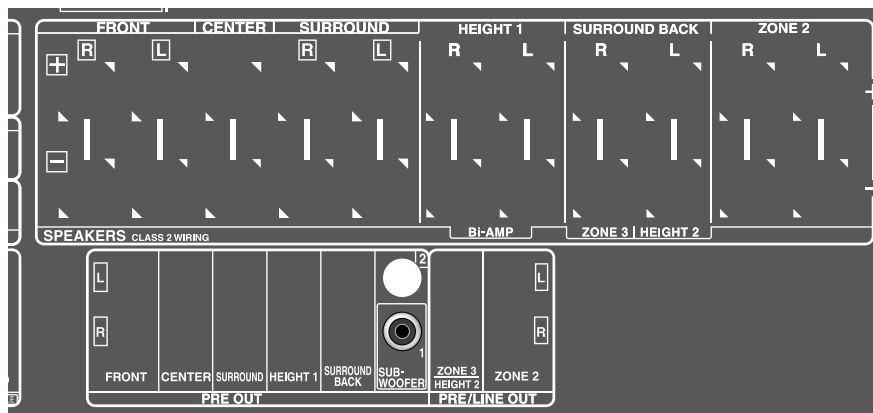 FRONT CENTER SURROUND HEIGHT 1 SURROUND BACK ZONE 2
R L R L R L R L R L
+
−
SPEAKERS CLASS 2 WIRING Bi-AMP ZONE 3 | HEIGHT 2
L 2 L
R 1 R
FRONT CENTER SURROUND HEIGHT 1 SURROUND BACK SUB-WOOFER ZONE 3 HEIGHT 2 ZONE 2
PRE OUT PRE/LINE OUT